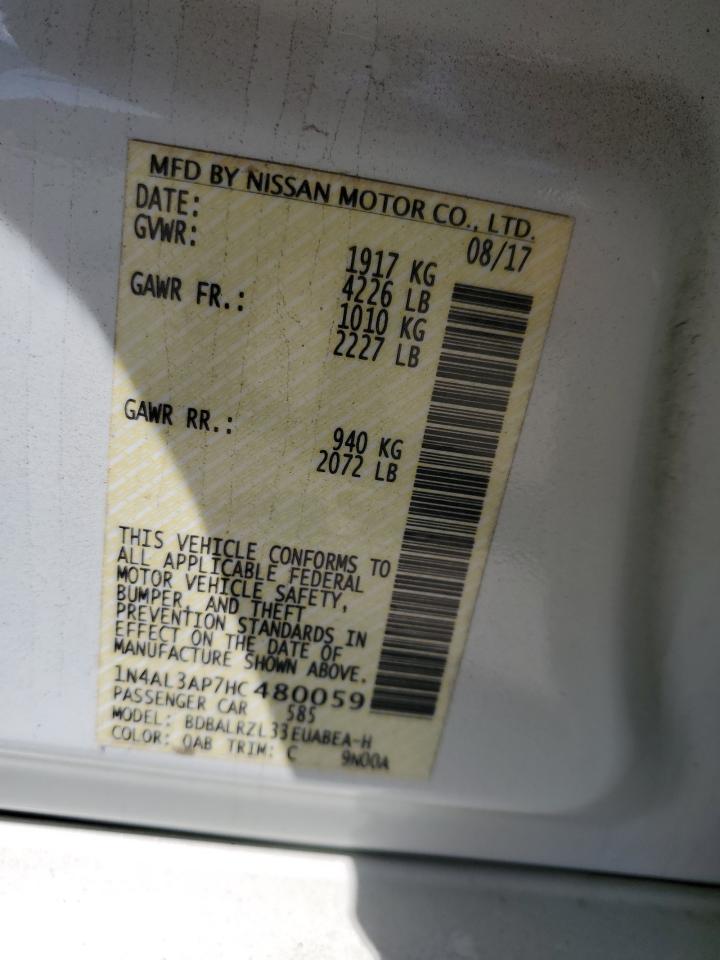 MFD BY NISSAN MOTOR CO., LTD.
DATE: 08/17
GVWR: 1917 KG
4226 LB
GAWR FR.: 1010 KG
2227 LB
GAWR RR.: 940 KG
2072 LB
THIS VEHICLE CONFORMS TO
ALL APPLICABLE FEDERAL
MOTOR VEHICLE SAFETY,
BUMPER, AND THEFT
PREVENTION STANDARDS IN
EFFECT ON THE DATE OF
MANUFACTURE SHOWN ABOVE.
1N4AL3AP7HC480059
PASSENGER CAR 585
MODEL: BDBALRZL33EUABEA-H
COLOR: QAB TRIM: C 9N00A